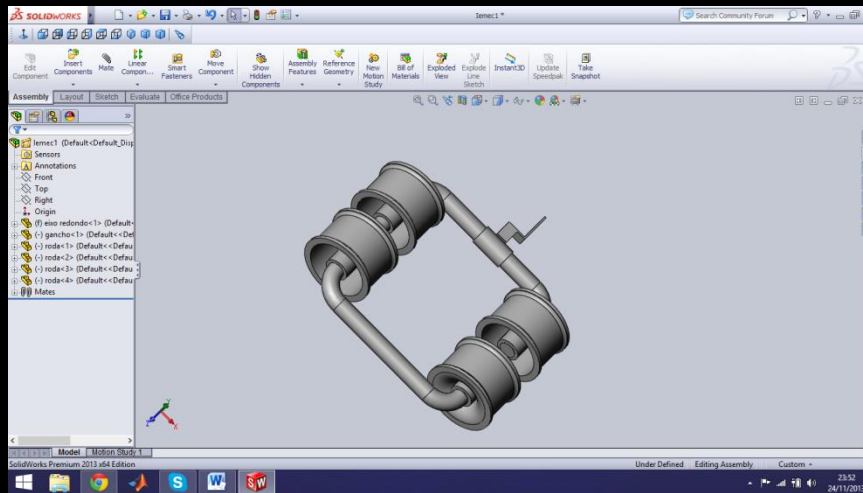 SOLIDWORKS
Iemec1 *
Search Community Forum
Edit Component
Insert Components
Mate
Linear Compon...
Smart Fasteners
Move Component
Show Hidden Components
Assembly Features
Reference Geometry
New Motion Study
Bill of Materials
Exploded View
Explode Line Sketch
Instant3D
Update Speedpak
Take Snapshot
Assembly Layout Sketch Evaluate Office Products
Iemec1 (Default<Default_Disp
Sensors
Annotations
Front
Top
Right
Origin
(f) eixo redondo<1> (Default<
(-) gancho<1> (Default<<Def
(-) roda<1> (Default<<Defau
(-) roda<2> (Default<<Defau
(-) roda<3> (Default<<Defau
(-) roda<4> (Default<<Defau
Mates
Model Motion Study 1
SolidWorks Premium 2013 x64 Edition
Under Defined Editing Assembly Custom
23:52
24/11/2013